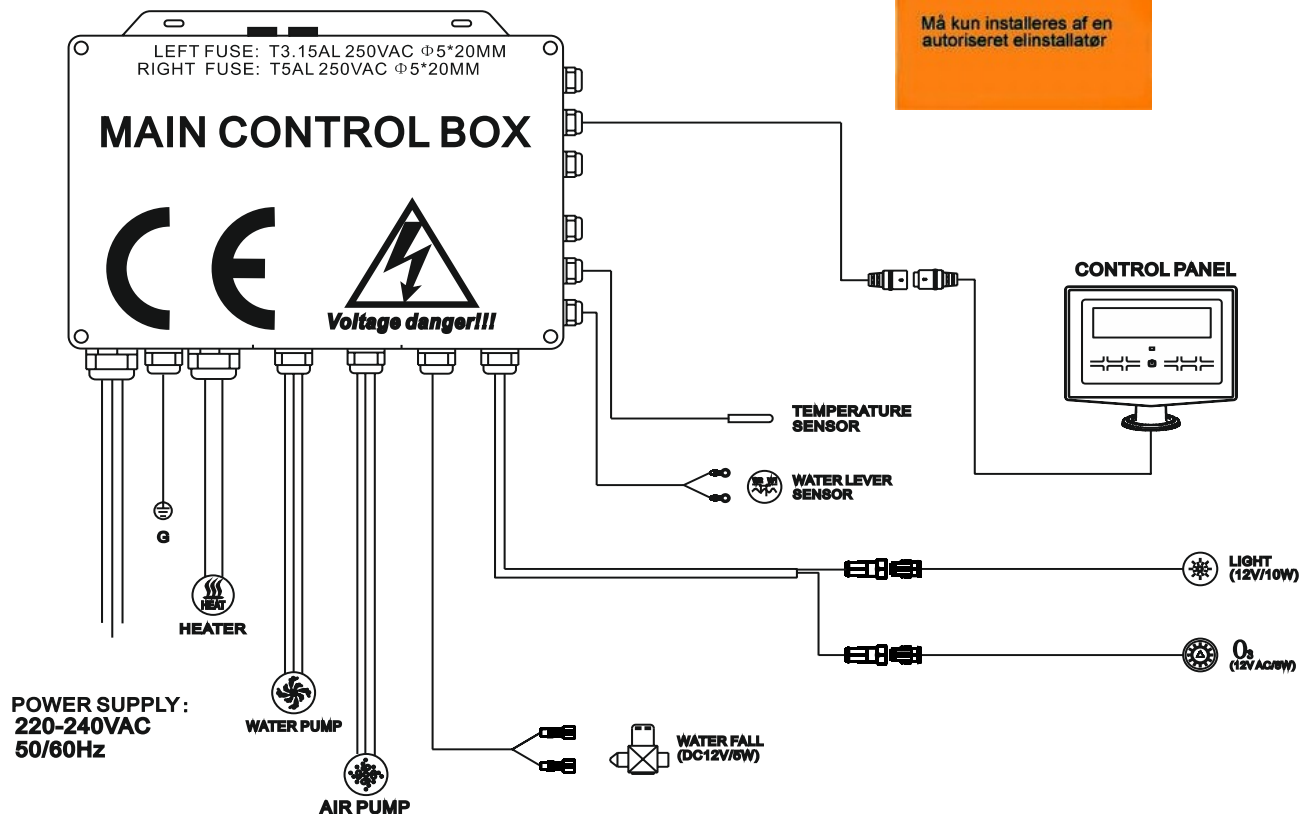 Må kun installeres af en
autoriseret elinstallatør
LEFT FUSE: T3.15AL 250VAC Φ5*20MM
RIGHT FUSE: T5AL 250VAC Φ5*20MM
MAIN CONTROL BOX
CE
Voltage danger!!!
CONTROL PANEL
TEMPERATURE
SENSOR
WATER LEVER
SENSOR
G
HEAT
HEATER
LIGHT
(12V/10W)
O₃
POWER SUPPLY:
220-240VAC
50/60Hz
WATER PUMP
WATER FALL
AIR PUMP